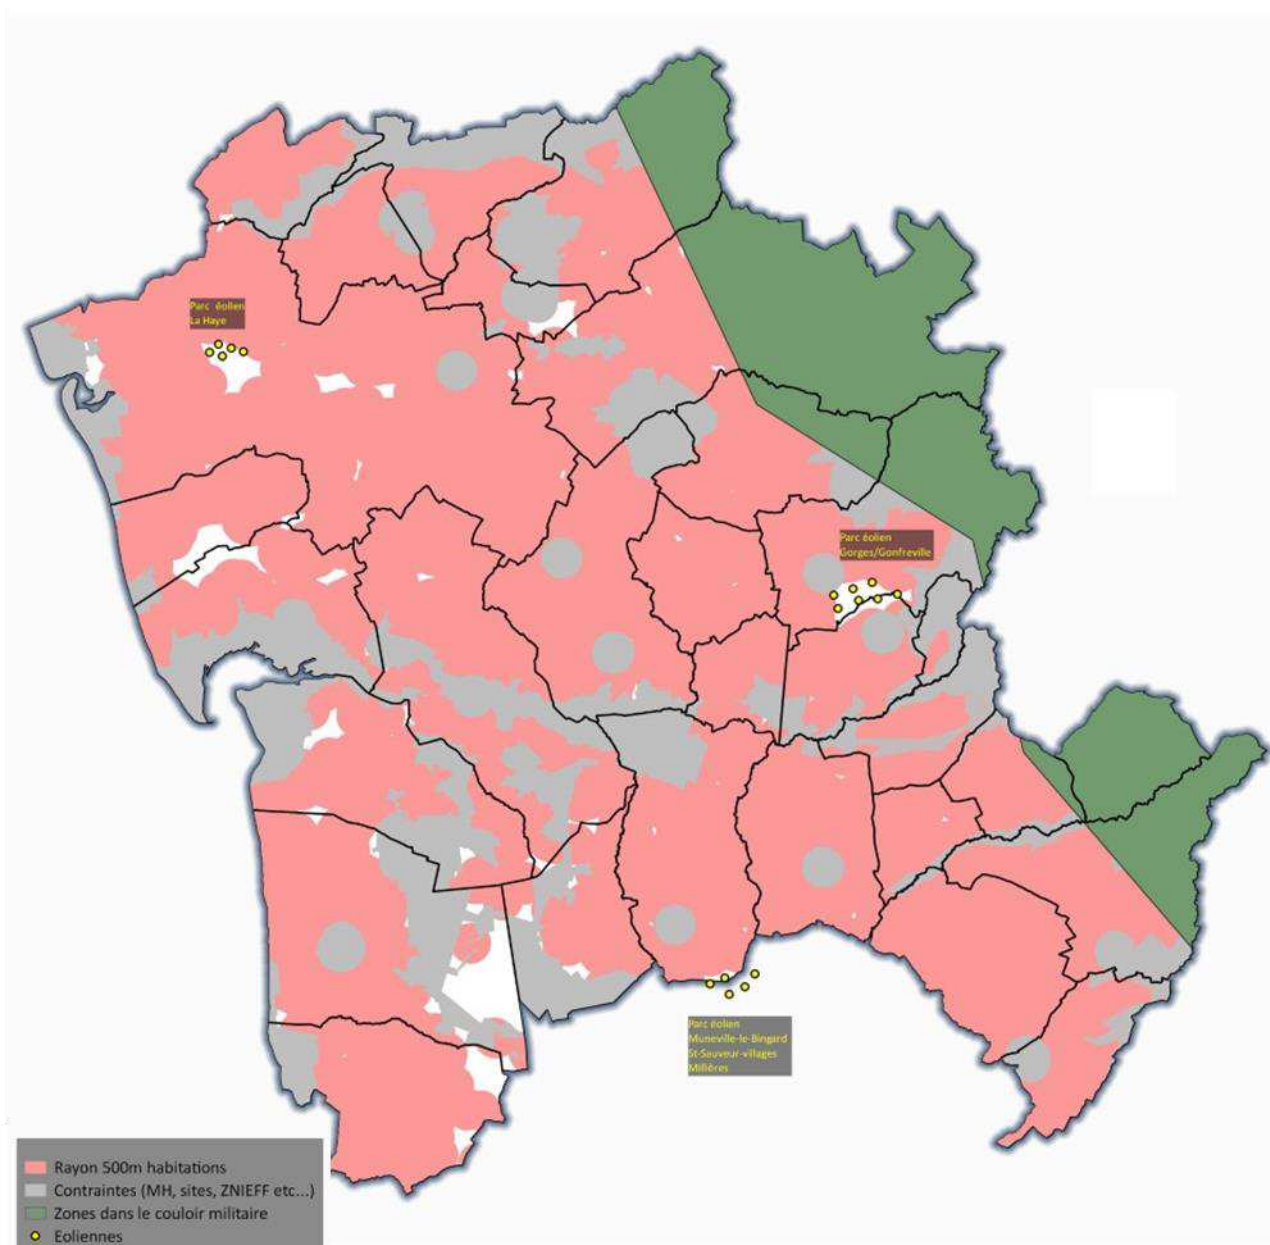 Parc éolien
La Haye
Parc éolien
Gorges/Gonfreville
Parc éolien
Muneville-le-Bingard
St-Sauveur-villages
Millières
Rayon 500m habitations
Contraintes (MH, sites, ZNIEFF etc...)
Zones dans le couloir militaire
Eoliennes